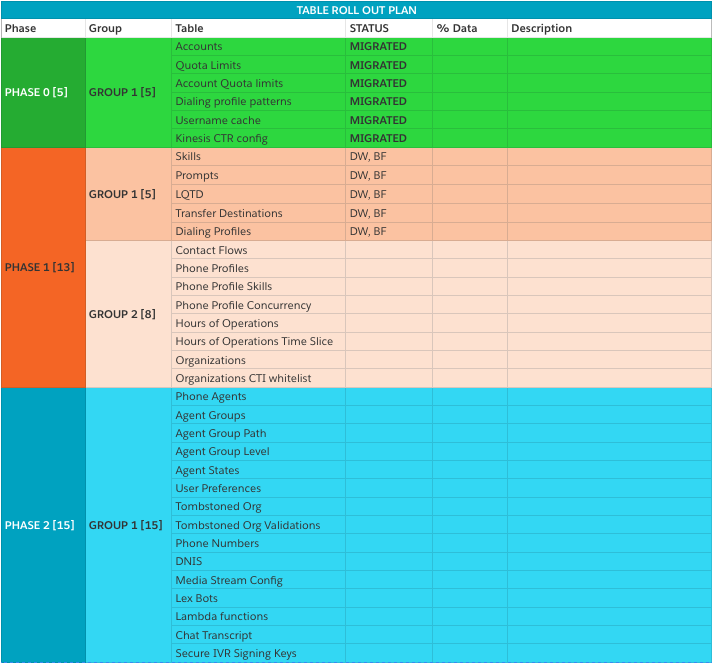 TABLE ROLL OUT PLAN
Phase Group Table STATUS % Data Description
PHASE 0 [5] GROUP 1 [5]
Accounts MIGRATED
Quota Limits MIGRATED
Account Quota limits MIGRATED
Dialing profile patterns MIGRATED
Username cache MIGRATED
Kinesis CTR config MIGRATED
PHASE 1 [13]
GROUP 1 [5]
Skills DW, BF
Prompts DW, BF
LQTD DW, BF
Transfer Destinations DW, BF
Dialing Profiles DW, BF
GROUP 2 [8]
Contact Flows
Phone Profiles
Phone Profile Skills
Phone Profile Concurrency
Hours of Operations
Hours of Operations Time Slice
Organizations
Organizations CTI whitelist
PHASE 2 [15] GROUP 1 [15]
Phone Agents
Agent Groups
Agent Group Path
Agent Group Level
Agent States
User Preferences
Tombstoned Org
Tombstoned Org Validations
Phone Numbers
DNIS
Media Stream Config
Lex Bots
Lambda functions
Chat Transcript
Secure IVR Signing Keys